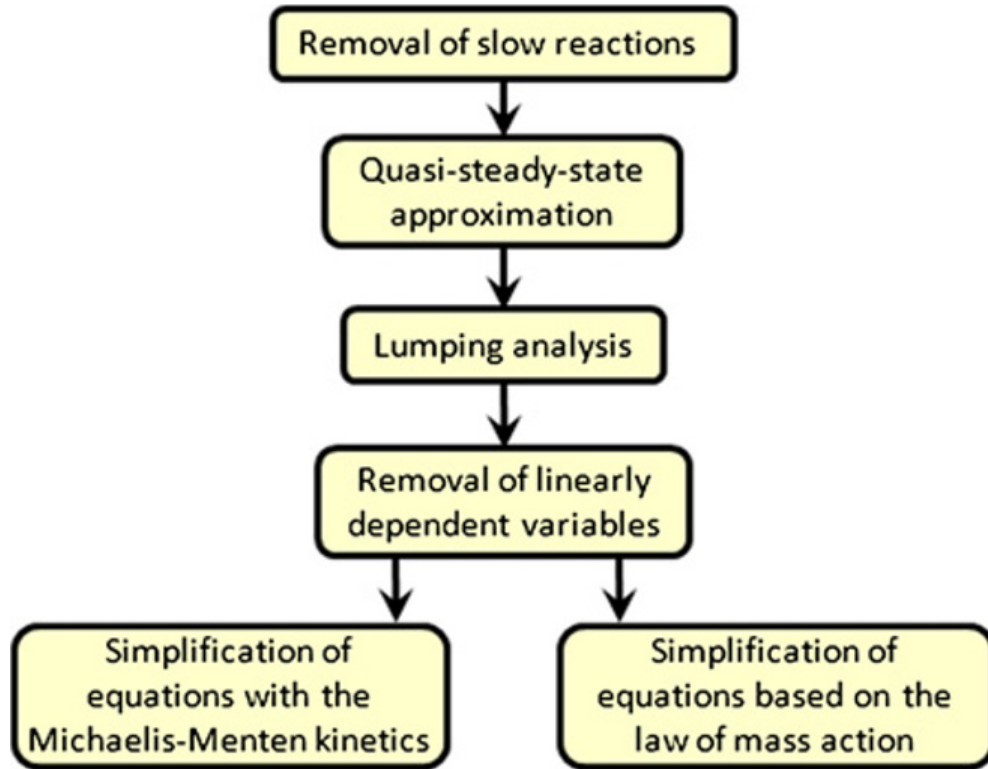 Removal of slow reactions
Quasi-steady-state
approximation
Lumping analysis
Removal of linearly
dependent variables
Simplification of
equations with the
Michaelis-Menten kinetics
Simplification of
equations based on the
law of mass action